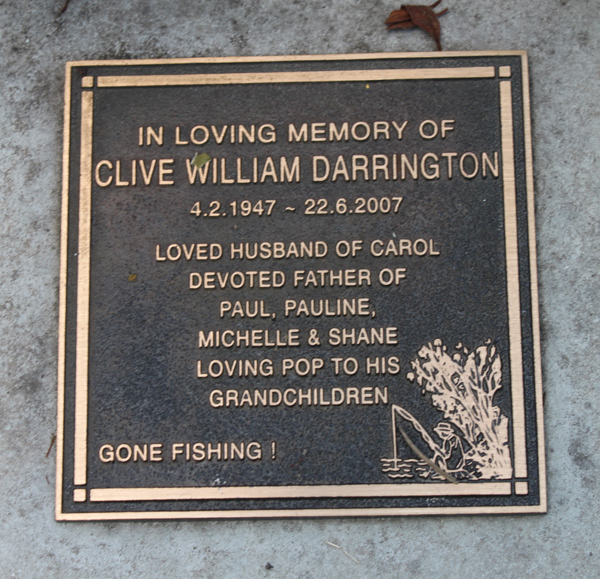 IN LOVING MEMORY OF
CLIVE WILLIAM DARRINGTON
4.2.1947 ~ 22.6.2007
LOVED HUSBAND OF CAROL
DEVOTED FATHER OF
PAUL, PAULINE,
MICHELLE & SHANE
LOVING POP TO HIS
GRANDCHILDREN
GONE FISHING !